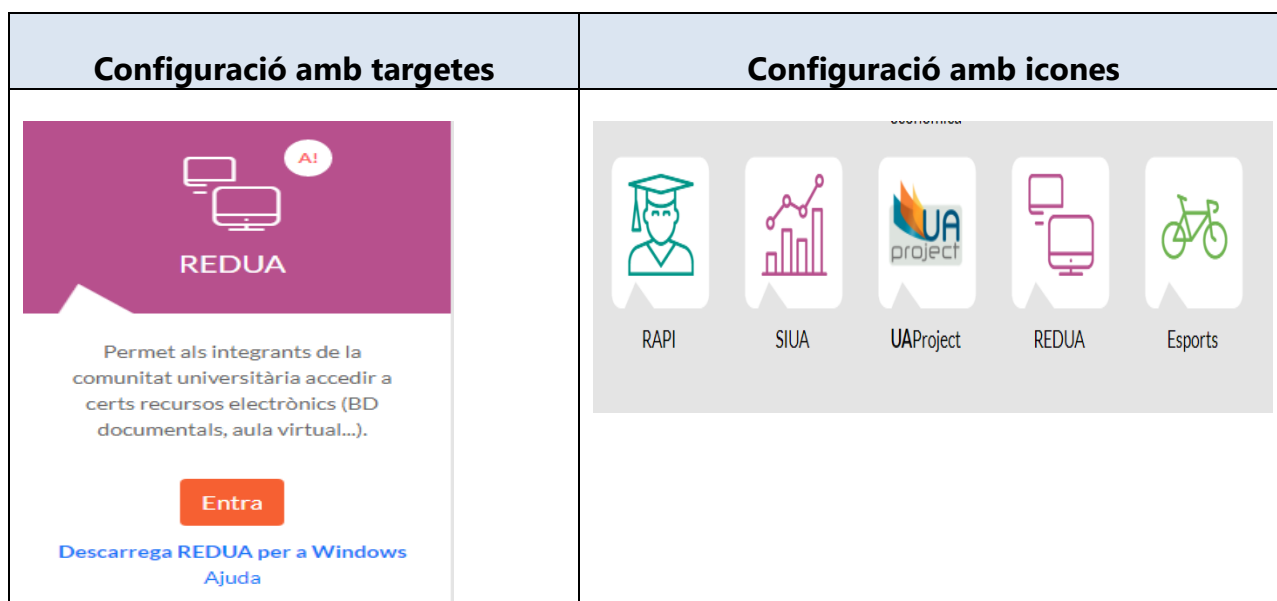 Configuració amb targetes
Configuració amb icones
A!
REDUA
Permet als integrants de la
comunitat universitària accedir a
certs recursos electrònics (BD
documentals, aula virtual...).
Entra
Descarrega REDUA per a Windows
Ajuda
UA
project
RAPI
SIUA
UAProject
REDUA
Esports